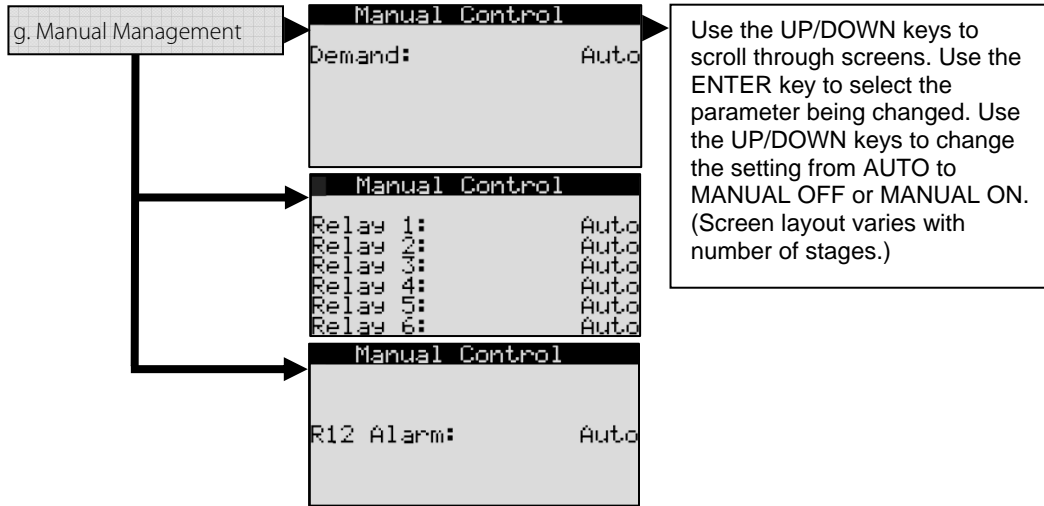 g. Manual Management
Manual Control
Demand: Auto
Manual Control
Relay 1: Auto
Relay 2: Auto
Relay 3: Auto
Relay 4: Auto
Relay 5: Auto
Relay 6: Auto
Manual Control
R12 Alarm: Auto
Use the UP/DOWN keys to
scroll through screens. Use the
ENTER key to select the
parameter being changed. Use
the UP/DOWN keys to change
the setting from AUTO to
MANUAL OFF or MANUAL ON.
(Screen layout varies with
number of stages.)